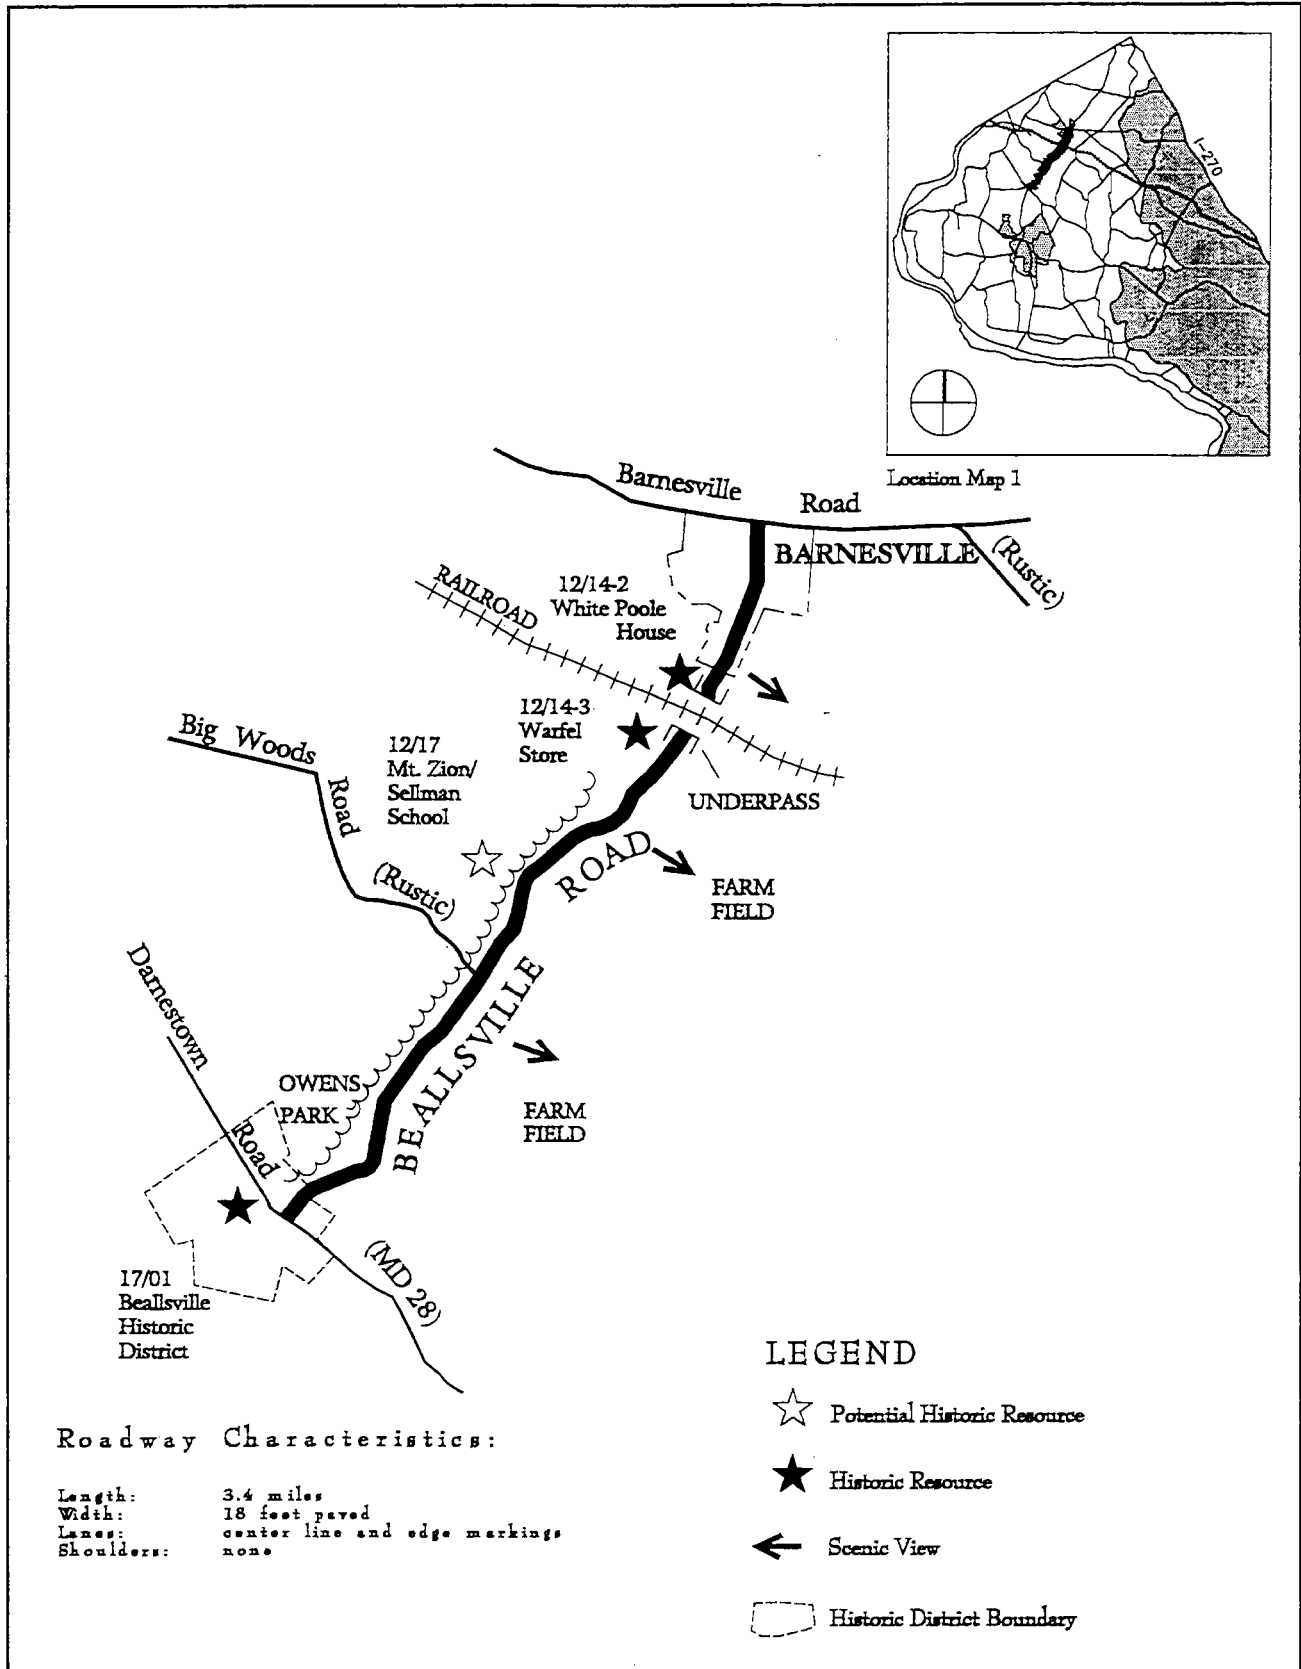 I-270
Location Map 1
Barnesville Road
BARNESVILLE
(Rustic)
RAILROAD
12/14-2
White Poole
House
12/14-3
Warfel
Store
Big Woods
Road
12/17
Mt. Zion/
Sellman
School
UNDERPASS
(Rustic)
ROAD
FARM
FIELD
Darnestown
BEALLSVILLE
OWENS
PARK
FARM
FIELD
Road
(MD 28)
17/01
Beallsville
Historic
District
LEGEND
Potential Historic Resource
Historic Resource
Scenic View
Historic District Boundary
Roadway Characteristics:
Length: 3.4 miles
Width: 18 feet paved
Lanes: center line and edge markings
Shoulders: none